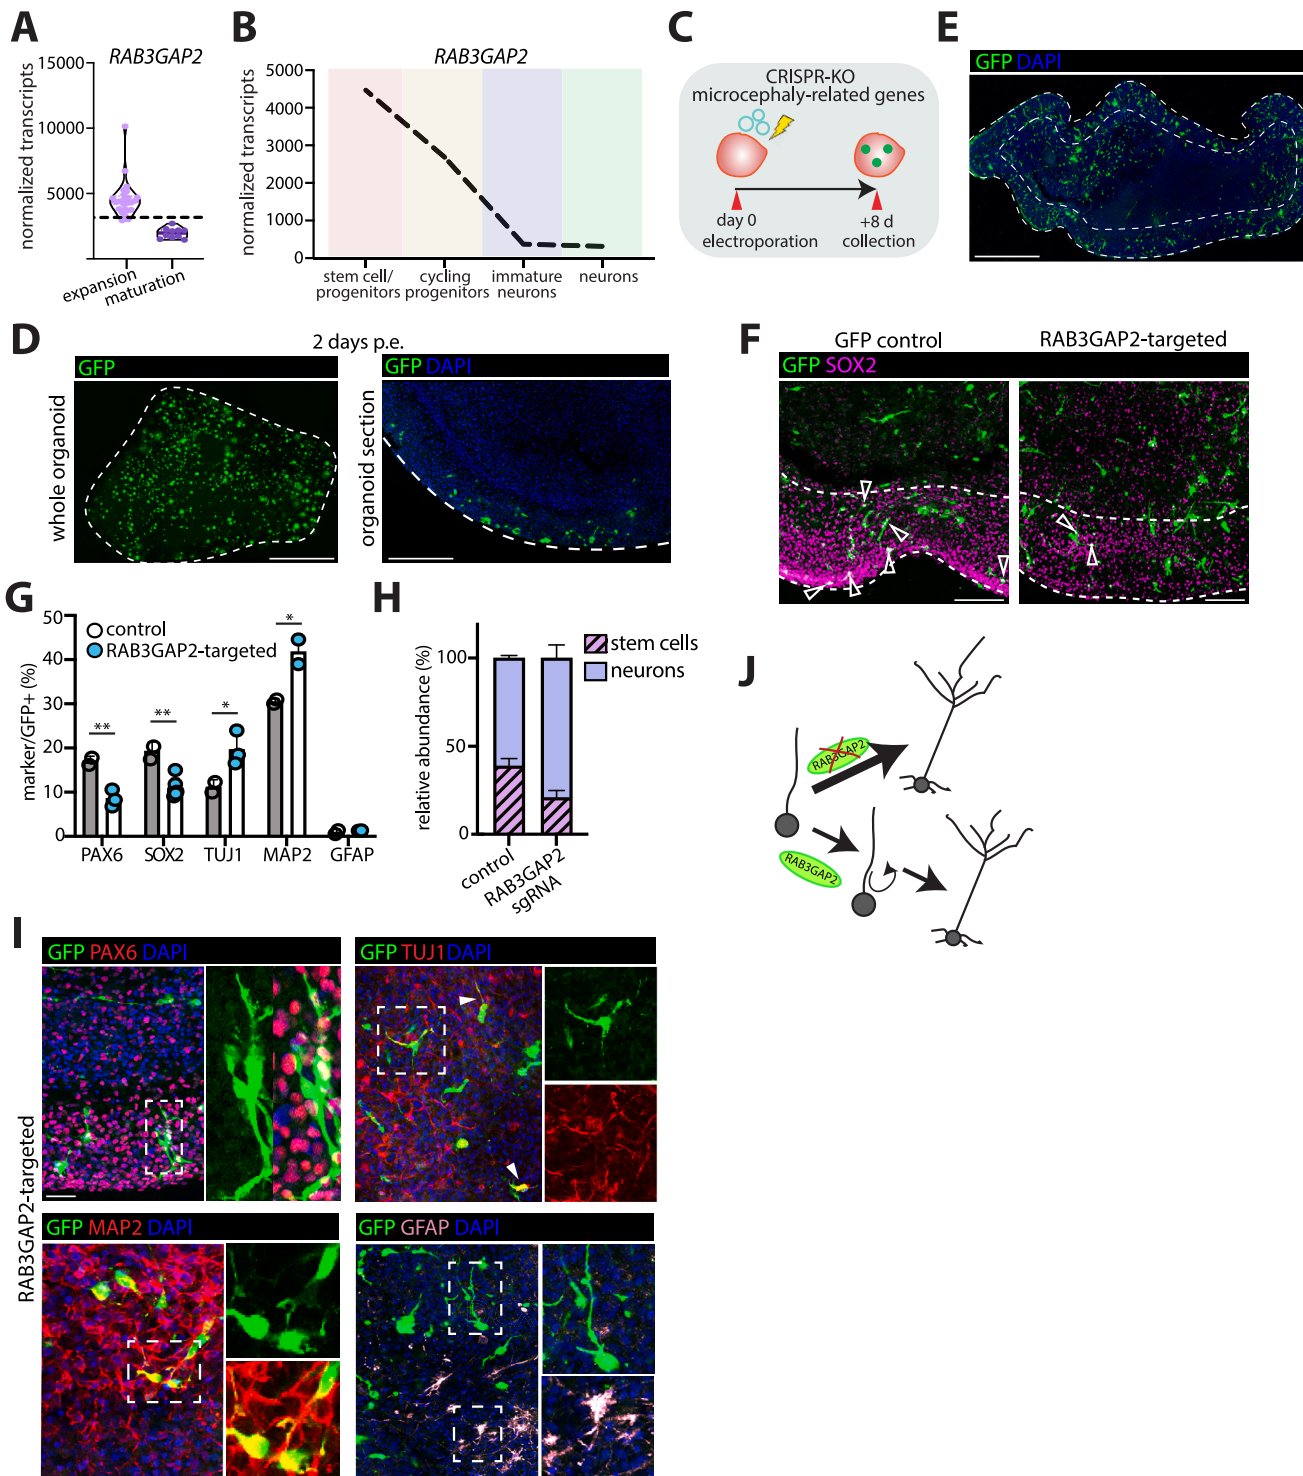 A
RAB3GAP2
normalized transcripts
15000
10000
5000
expansion
maturation
B
RAB3GAP2
normalized transcripts
5000
4000
3000
2000
1000
0
stem cell/
progenitors
cycling
progenitors
immature
neurons
neurons
C
CRISPR-KO
microcephaly-related genes
day 0
electroporation
+8 d
collection
E
GFP DAPI
D
2 days p.e.
GFP
whole organoid
GFP DAPI
organoid section
F
GFP control
RAB3GAP2-targeted
GFP SOX2
G
marker/GFP+ (%)
50
40
30
20
10
0
control
RAB3GAP2-targeted
**
**
*
*
PAX6
SOX2
TUJ1
MAP2
GFAP
H
relative abundance (%)
100
50
0
stem cells
neurons
control
RAB3GAP2
sgRNA
J
RAB3GAP2
RAB3GAP2
I
RAB3GAP2-targeted
GFP PAX6 DAPI
GFP TUJ1DAPI
GFP MAP2 DAPI
GFP GFAP DAPI